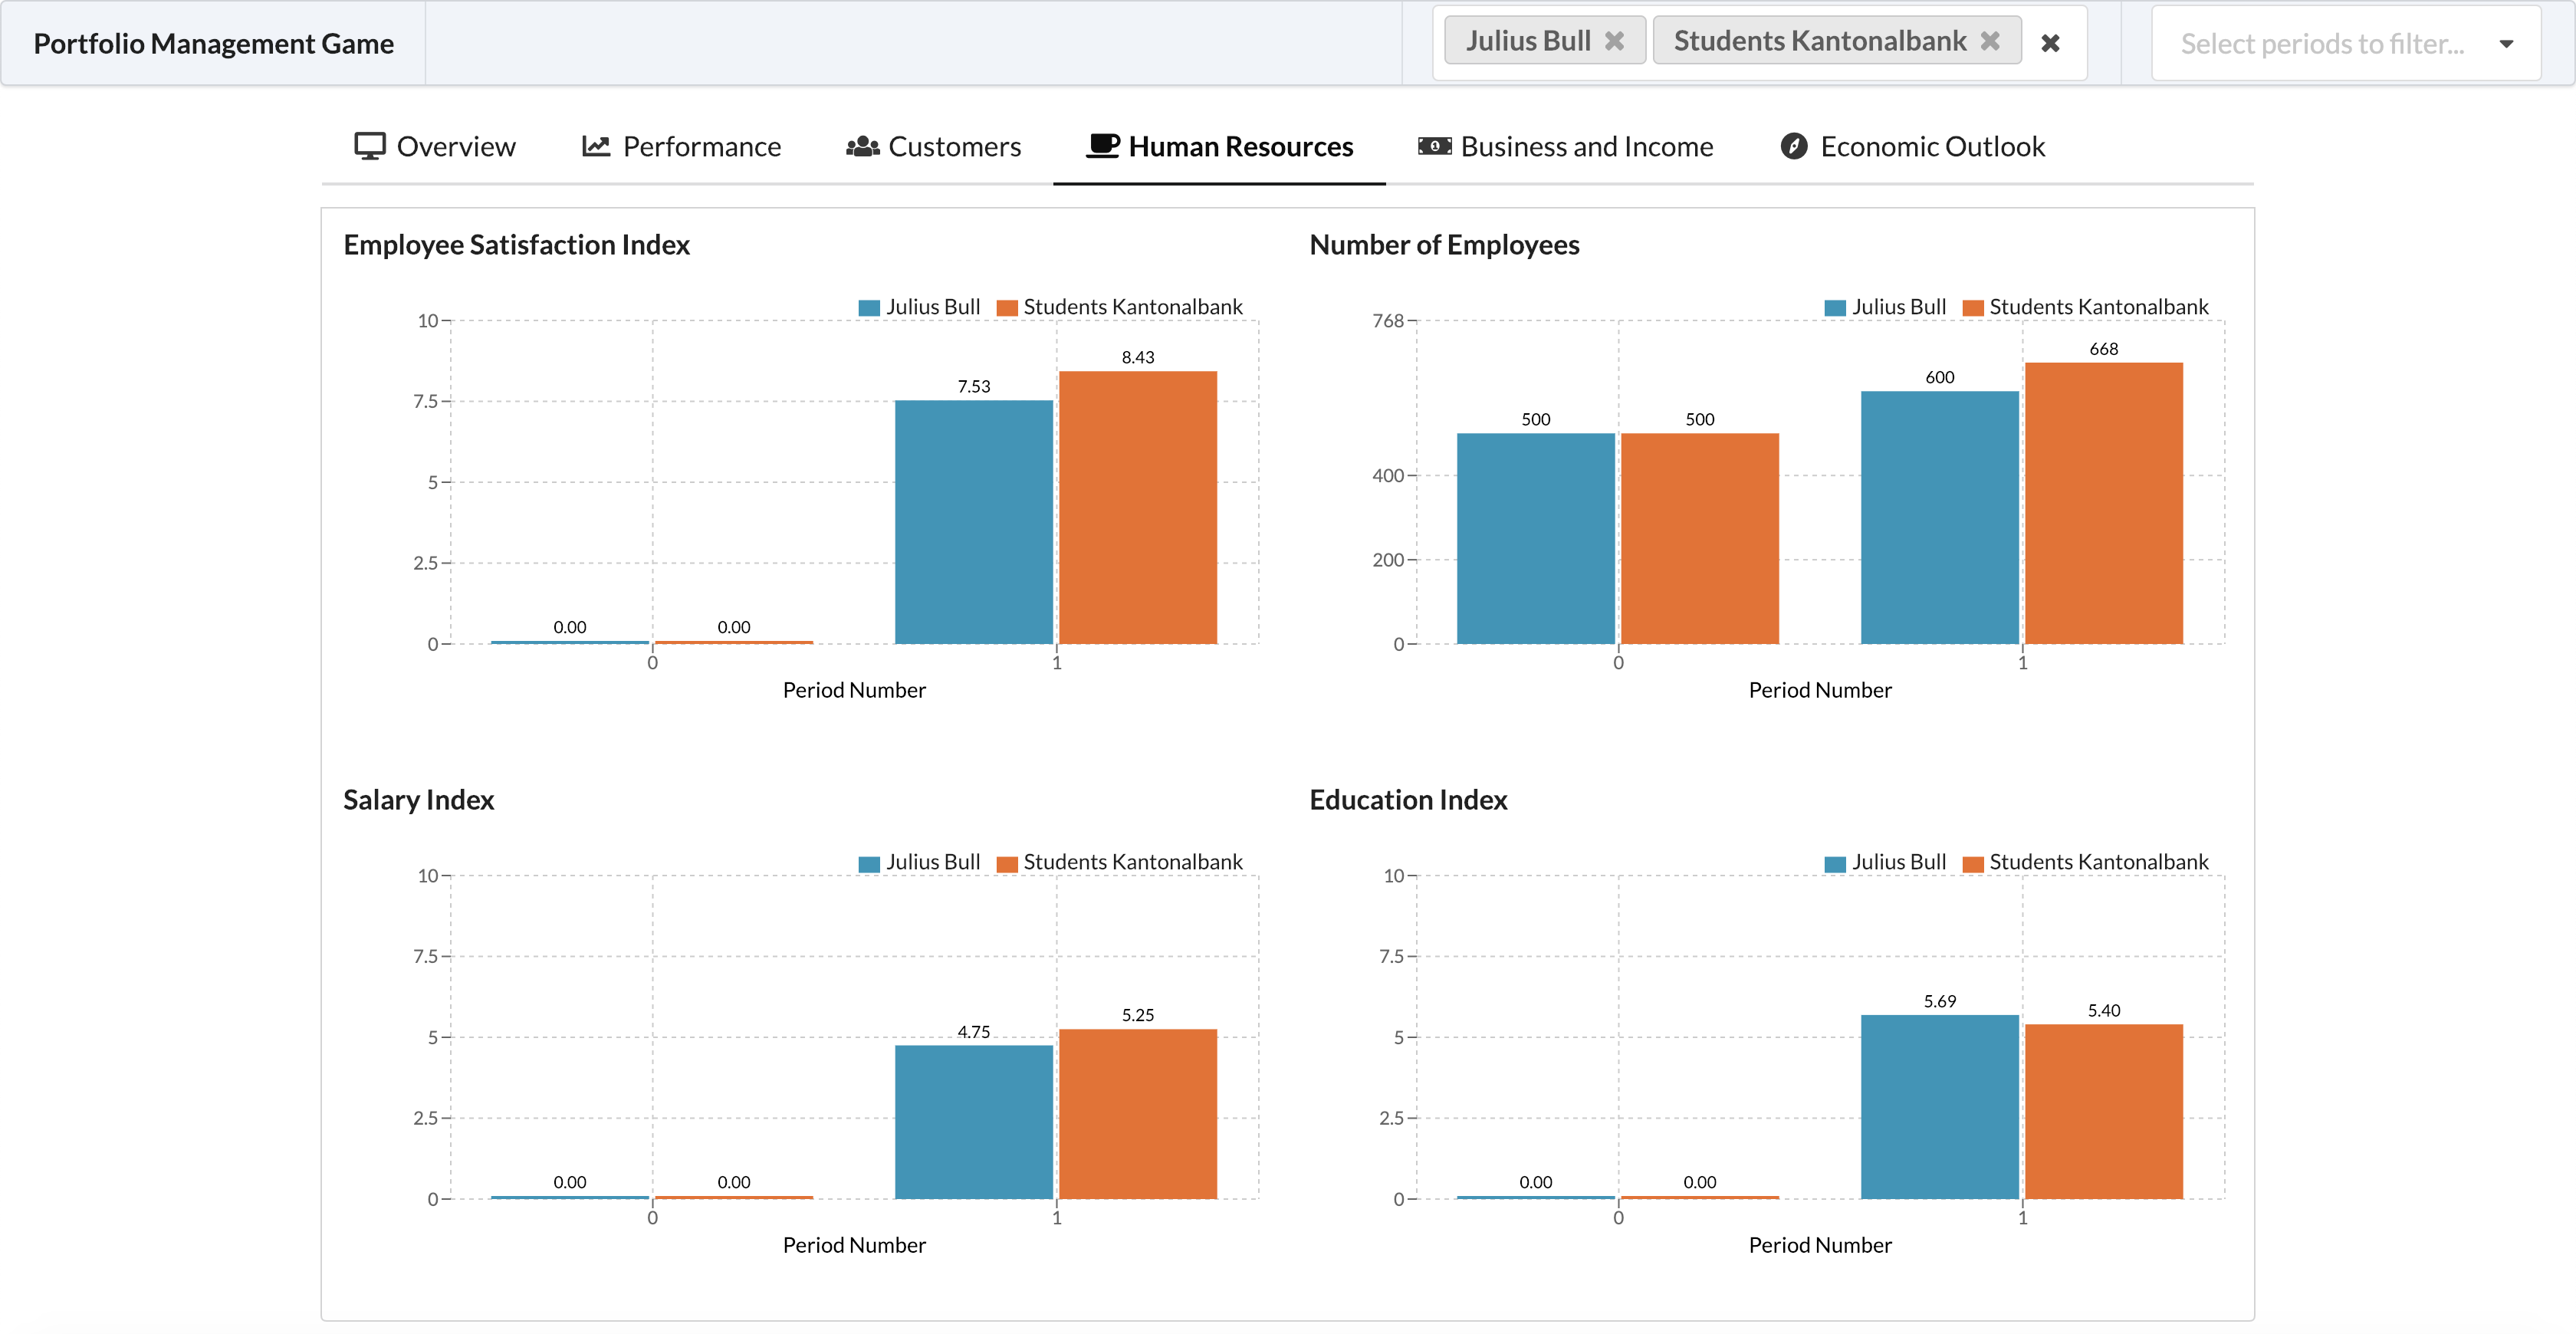 Portfolio Management Game
Julius Bull
Students Kantonalbank
Select periods to filter...
Overview
Performance
Customers
Human Resources
Business and Income
Economic Outlook
Employee Satisfaction Index
Julius Bull
Students Kantonalbank
10
7.5
5
2.5
0
0.00
0.00
7.53
8.43
0
1
Period Number
Number of Employees
Julius Bull
Students Kantonalbank
768
400
200
0
500
500
600
668
0
1
Period Number
Salary Index
Julius Bull
Students Kantonalbank
10
7.5
5
2.5
0
0.00
0.00
4.75
5.25
0
1
Period Number
Education Index
Julius Bull
Students Kantonalbank
10
7.5
5
2.5
0
0.00
0.00
5.69
5.40
0
1
Period Number